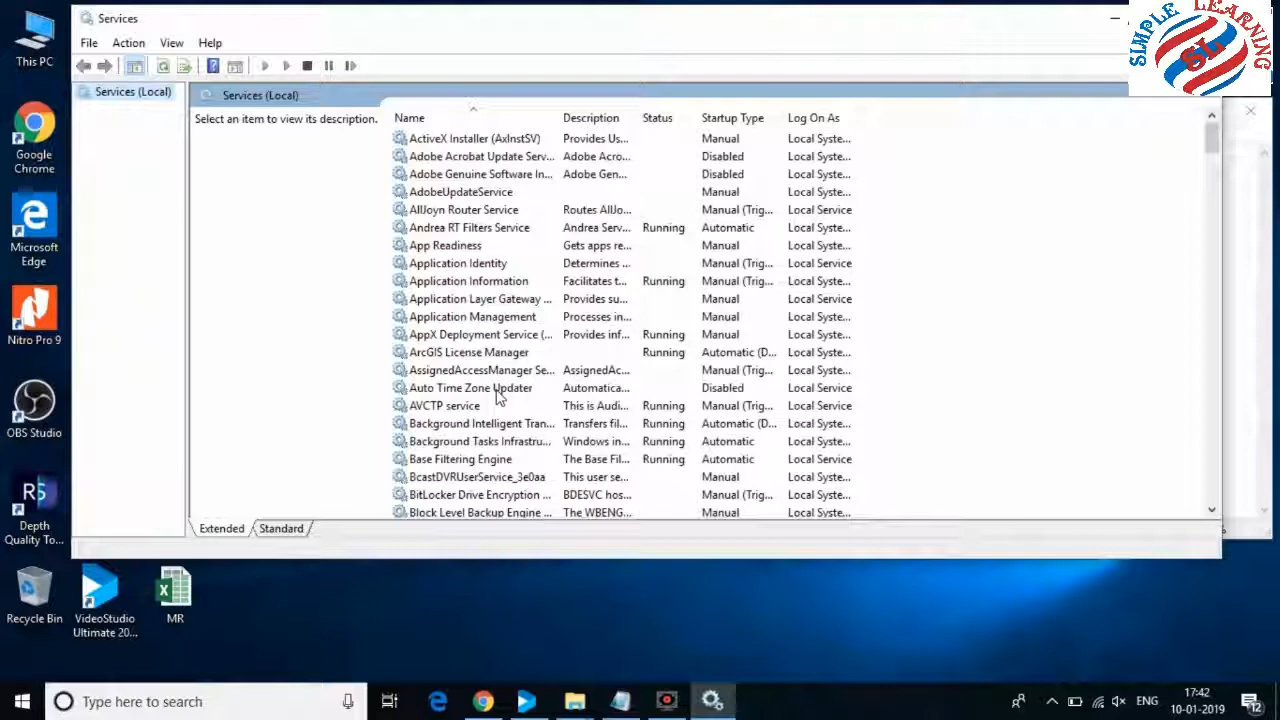 This PC
Google
Chrome
Microsoft
Edge
Nitro Pro 9
OBS Studio
RS
Depth
Quality To...
Recycle Bin
VideoStudio
Ultimate 20...
MR
SIMPLE LEARNING
SL
Services
File Action View Help
Services (Local)
Services (Local)
Select an item to view its description.
Name Description Status Startup Type Log On As
ActiveX Installer (AxInstSV) Provides Us... Manual Local Syste...
Adobe Acrobat Update Serv... Adobe Acro... Disabled Local Syste...
Adobe Genuine Software In... Adobe Gen... Disabled Local Syste...
AdobeUpdateService Manual Local Syste...
AllJoyn Router Service Routes AllJo... Manual (Trig... Local Service
Andrea RT Filters Service Andrea Serv... Running Automatic Local Syste...
App Readiness Gets apps re... Manual Local Syste...
Application Identity Determines ... Manual (Trig... Local Service
Application Information Facilitates t... Running Manual (Trig... Local Syste...
Application Layer Gateway ... Provides su... Manual Local Service
Application Management Processes in... Manual Local Syste...
AppX Deployment Service (... Provides inf... Running Manual Local Syste...
ArcGIS License Manager Running Automatic (D... Local Syste...
AssignedAccessManager Se... AssignedAc... Manual (Trig... Local Syste...
Auto Time Zone Updater Automatica... Disabled Local Service
AVCTP service This is Audi... Running Manual (Trig... Local Service
Background Intelligent Tran... Transfers fil... Running Automatic (D... Local Syste...
Background Tasks Infrastru... Windows in... Running Automatic Local Syste...
Base Filtering Engine The Base Fil... Running Automatic Local Service
BcastDVRUserService_3e0aa This user se... Manual Local Syste...
BitLocker Drive Encryption ... BDESVC hos... Manual (Trig... Local Syste...
Block Level Backup Engine ... The WBENG... Manual Local Syste...
Extended Standard
Type here to search
ENG
17:42
10-01-2019
12